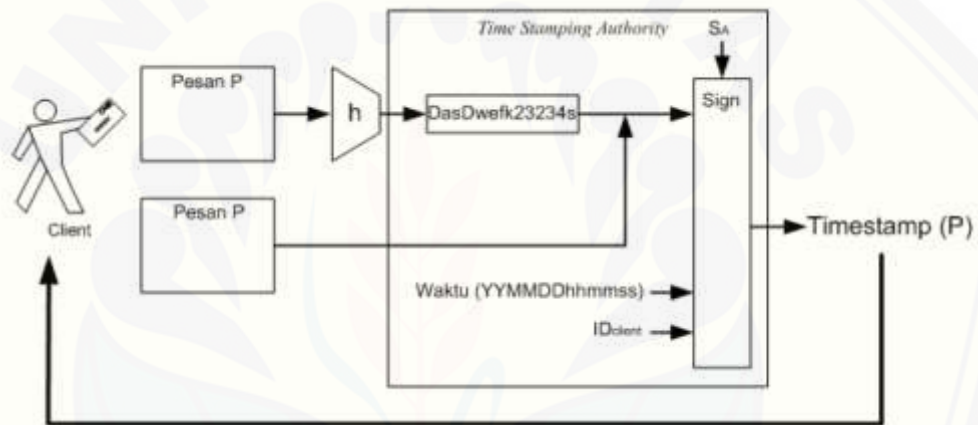 Time Stamping Authority
SA
Pesan P
h
DasDwefk23234s
Sign
Pesan P
Client
Timestamp (P)
Waktu (YYMMDDhhmmss)
IDclient